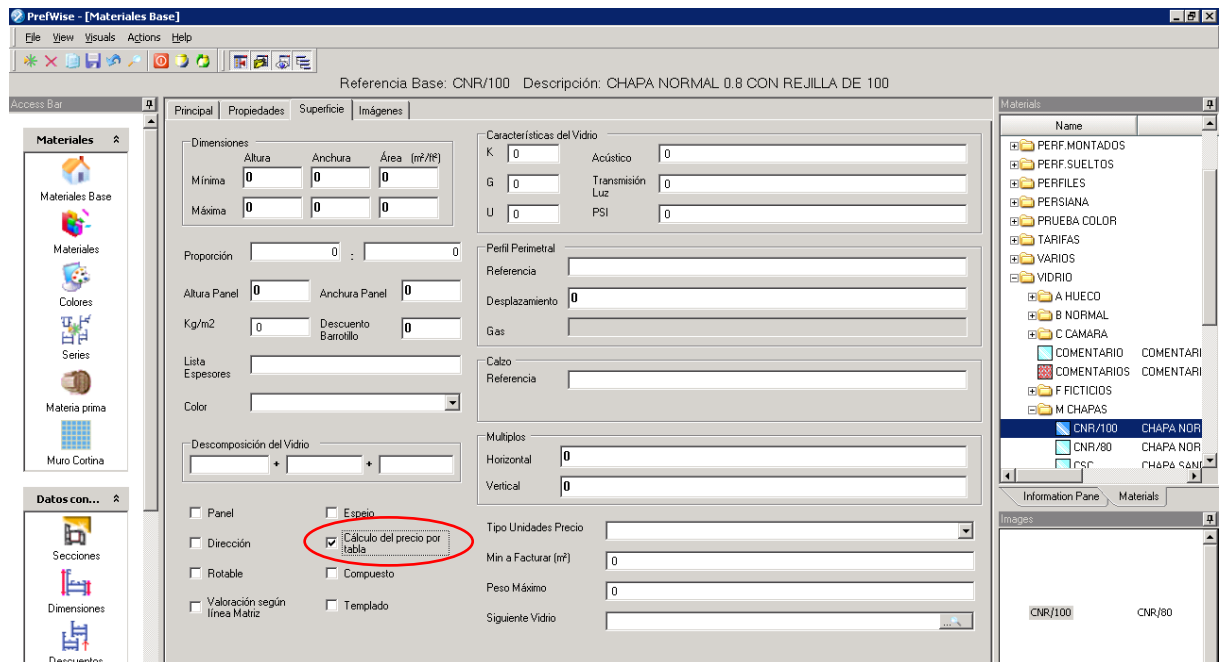 PrefWise - [Materiales Base]
File View Visuals Actions Help
Referencia Base: CNR/100 Descripción: CHAPA NORMAL 0.8 CON REJILLA DE 100
Access Bar
Materiales
Materiales Base
Materiales
Colores
Series
Materia prima
Muro Cortina
Datos con...
Secciones
Dimensiones
Descuentos
Principal Propiedades Superficie Imágenes
Dimensiones
Altura Anchura Área (m²/ft²)
Mínima 0 0 0
Máxima 0 0 0
Proporción 0 : 0
Altura Panel 0 Anchura Panel 0
Kg/m2 0 Descuento Barrotillo 0
Lista Espesores
Color
Descomposición del Vidrio
+ +
Panel Espejo
Dirección Cálculo del precio por tabla
Rotable Compuesto
Valoración según línea Matriz Templado
Características del Vidrio
K 0 Acústico 0
G 0 Transmisión Luz 0
U 0 PSI 0
Perfil Perimetral
Referencia
Desplazamiento 0
Gas
Calzo
Referencia
Multiplos
Horizontal 0
Vertical 0
Tipo Unidades Precio
Min a Facturar (m²) 0
Peso Máximo 0
Siguiente Vidrio ...
Materials
Name
PERF.MONTADOS
PERF.SUELTOS
PERFILES
PERSIANA
PRUEBA COLOR
TARIFAS
VARIOS
VIDRIO
A HUECO
B NORMAL
C CAMARA
COMENTARIO COMENTARI
COMENTARIOS COMENTARI
F FICTICIOS
M CHAPAS
CNR/100 CHAPA NOR
CNR/80 CHAPA NOR
CSC CHAPA SAN
Information Pane Materials
Images
CNR/100 CNR/80